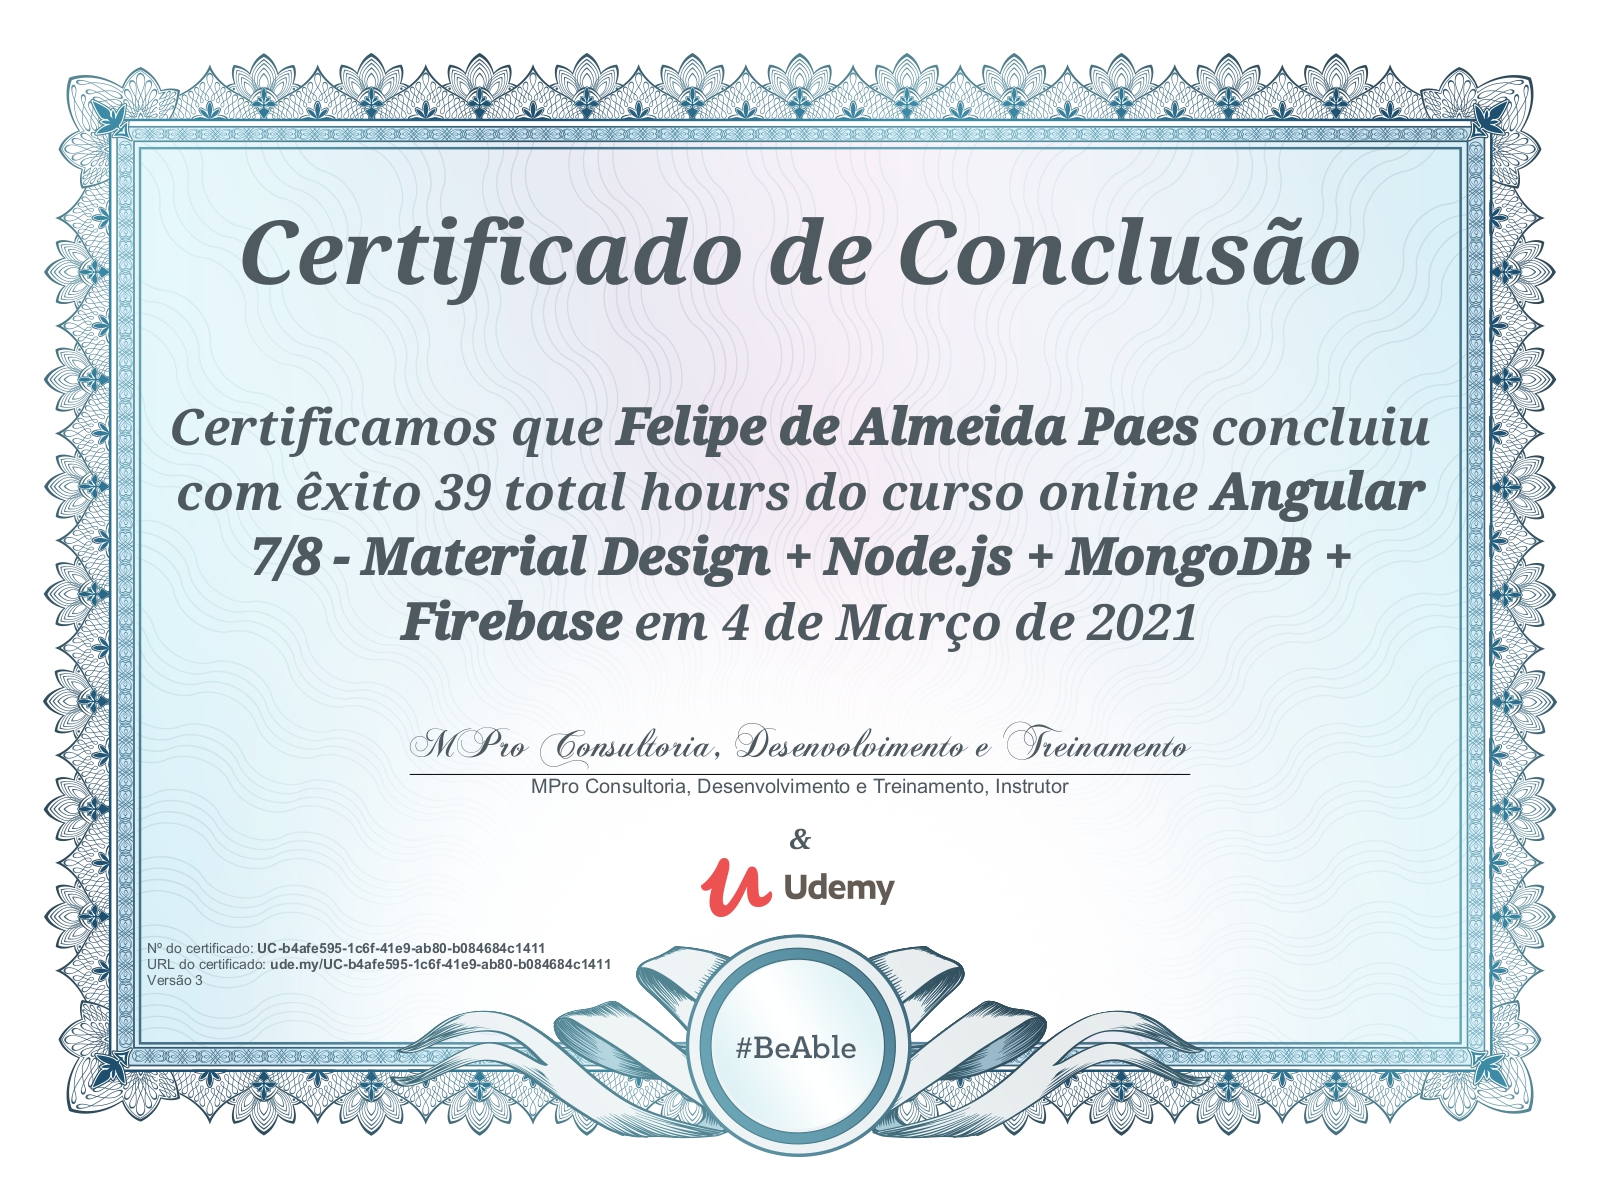 Certificado de Conclusão
Certificamos que Felipe de Almeida Paes concluiu
com êxito 39 total hours do curso online Angular
7/8 - Material Design + Node.js + MongoDB +
Firebase em 4 de Março de 2021
MPro Consultoria, Desenvolvimento e Treinamento
MPro Consultoria, Desenvolvimento e Treinamento, Instrutor
&
Udemy
Nº do certificado: UC-b4afe595-1c6f-41e9-ab80-b084684c1411
URL do certificado: ude.my/UC-b4afe595-1c6f-41e9-ab80-b084684c1411
Versão 3
#BeAble